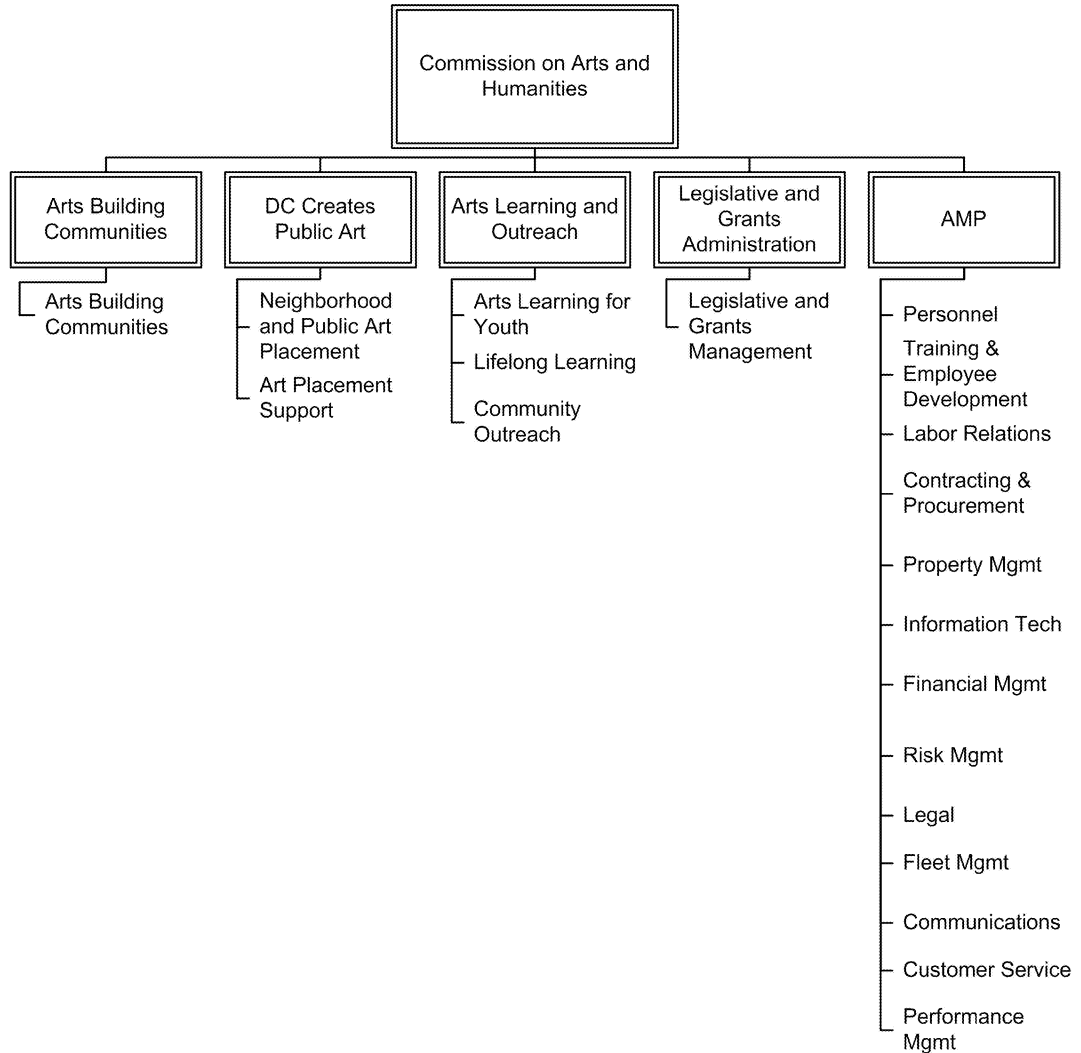 Commission on Arts and
Humanities
Arts Building
Communities
DC Creates
Public Art
Arts Learning and
Outreach
Legislative and
Grants
Administration
AMP
Arts Building
Communities
Neighborhood
and Public Art
Placement
Art Placement
Support
Arts Learning for
Youth
Lifelong Learning
Community
Outreach
Legislative and
Grants
Management
Personnel
Training &
Employee
Development
Labor Relations
Contracting &
Procurement
Property Mgmt
Information Tech
Financial Mgmt
Risk Mgmt
Legal
Fleet Mgmt
Communications
Customer Service
Performance
Mgmt